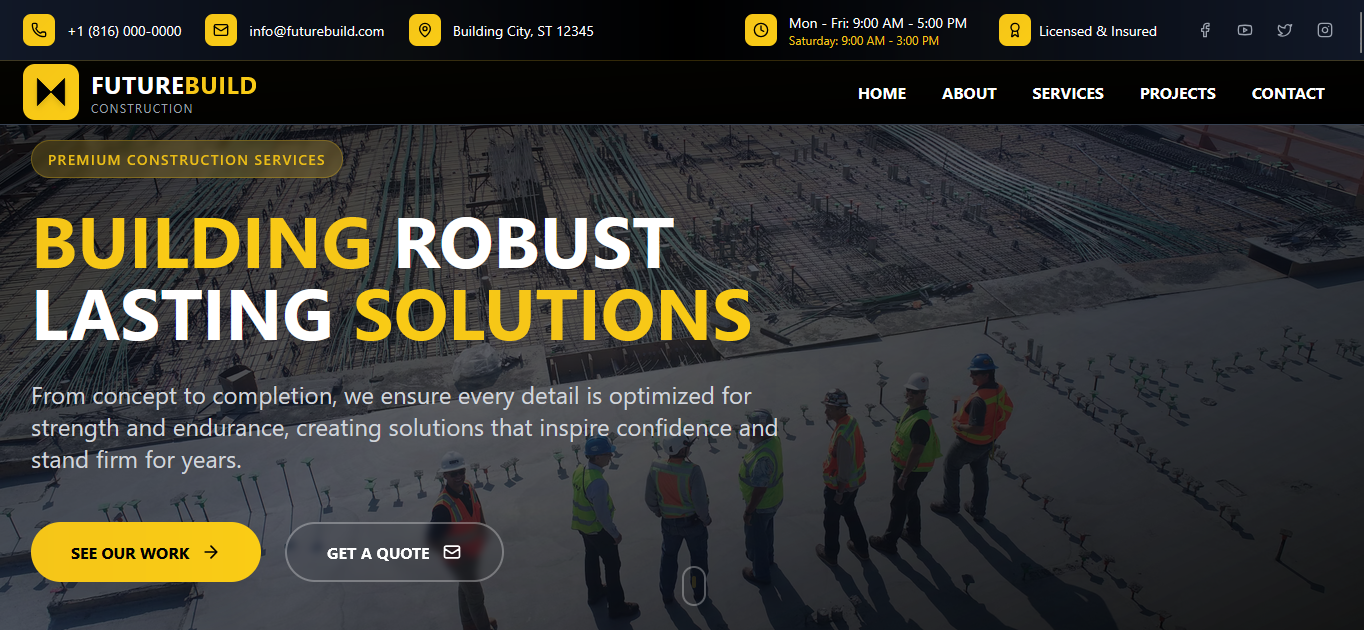 +1 (816) 000-0000
info@futurebuild.com
Building City, ST 12345
Mon - Fri: 9:00 AM - 5:00 PM
Saturday: 9:00 AM - 3:00 PM
Licensed & Insured
FUTUREBUILD
CONSTRUCTION
HOME
ABOUT
SERVICES
PROJECTS
CONTACT
PREMIUM CONSTRUCTION SERVICES
BUILDING ROBUST
LASTING SOLUTIONS
From concept to completion, we ensure every detail is optimized for
strength and endurance, creating solutions that inspire confidence and
stand firm for years.
SEE OUR WORK
GET A QUOTE